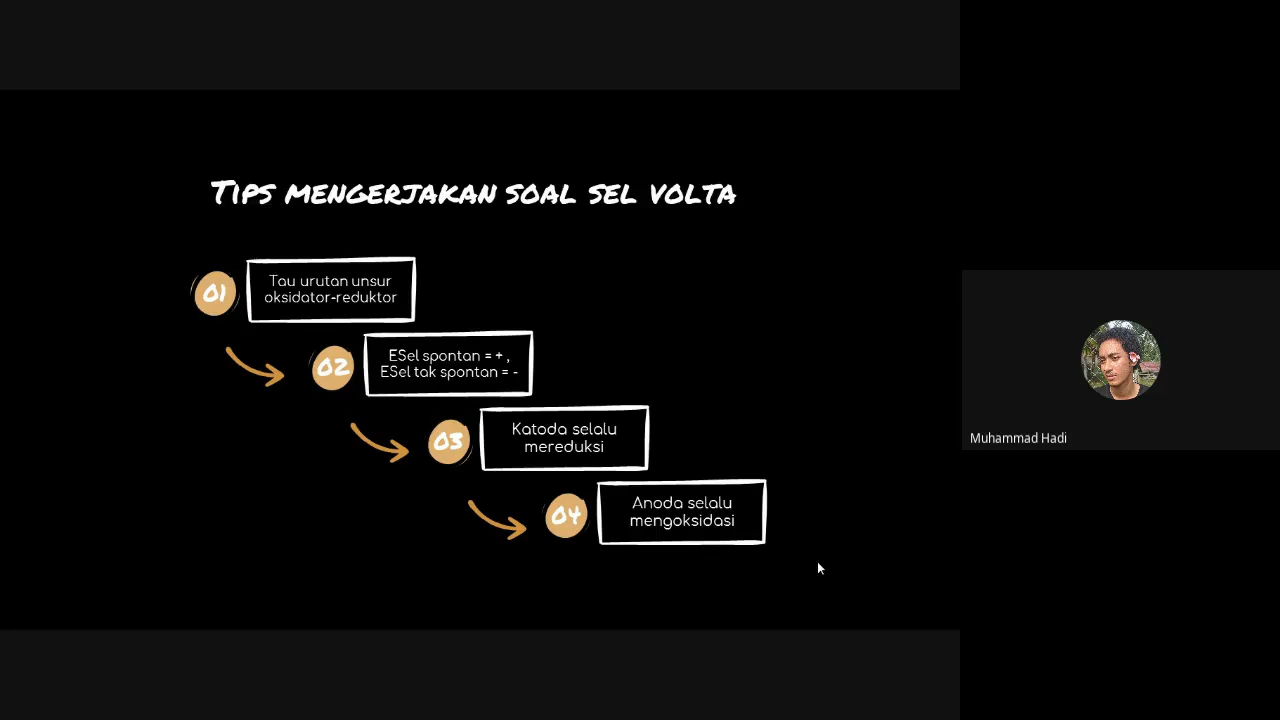 Tips mengerjakan soal sel volta
01
Tau urutan unsur
oksidator-reduktor
02
ESel spontan = + ,
ESel tak spontan = -
03
Katoda selalu
mereduksi
04
Anoda selalu
mengoksidasi
Muhammad Hadi